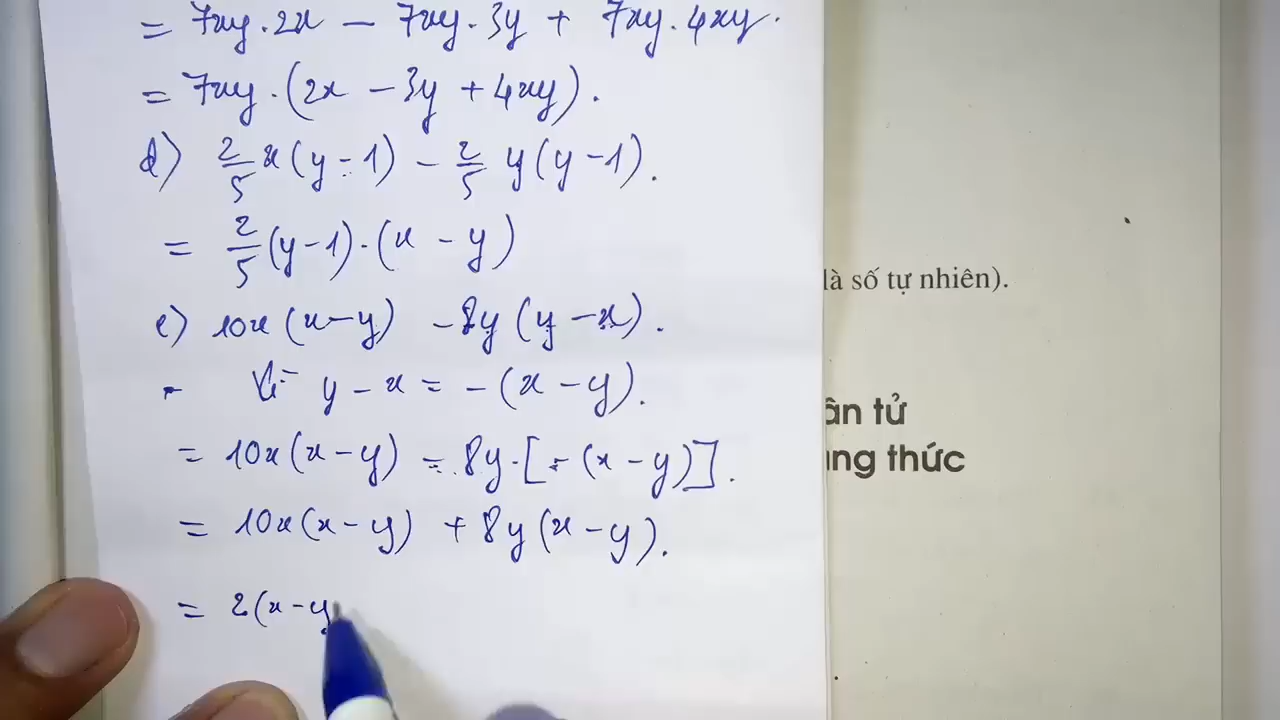 = 7xy.2x - 7xy.3y + 7xy.4xy.
= 7xy.(2x - 3y + 4xy).
d) 2/5 x(y-1) - 2/5 y(y-1).
= 2/5 (y-1).(x - y)
e) 10x(x-y) - 8y(y-x).
Vì y - x = -(x - y).
= 10x(x-y) - 8y.[-(x-y)].
= 10x(x-y) + 8y(x-y).
= 2(x-y
là số tự nhiên).
ân tử
ng thức